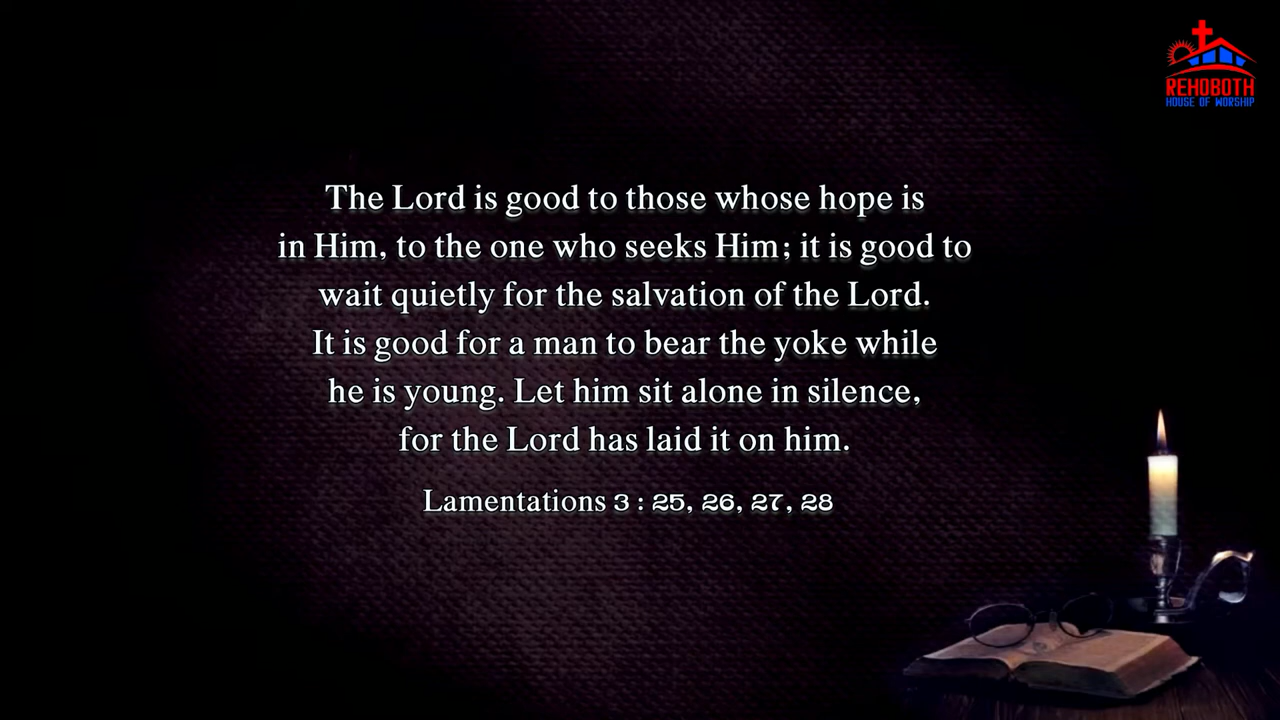 REHOBOTH
HOUSE OF WORSHIP
The Lord is good to those whose hope is
in Him, to the one who seeks Him; it is good to
wait quietly for the salvation of the Lord.
It is good for a man to bear the yoke while
he is young. Let him sit alone in silence,
for the Lord has laid it on him.
Lamentations 3 : 25, 26, 27, 28